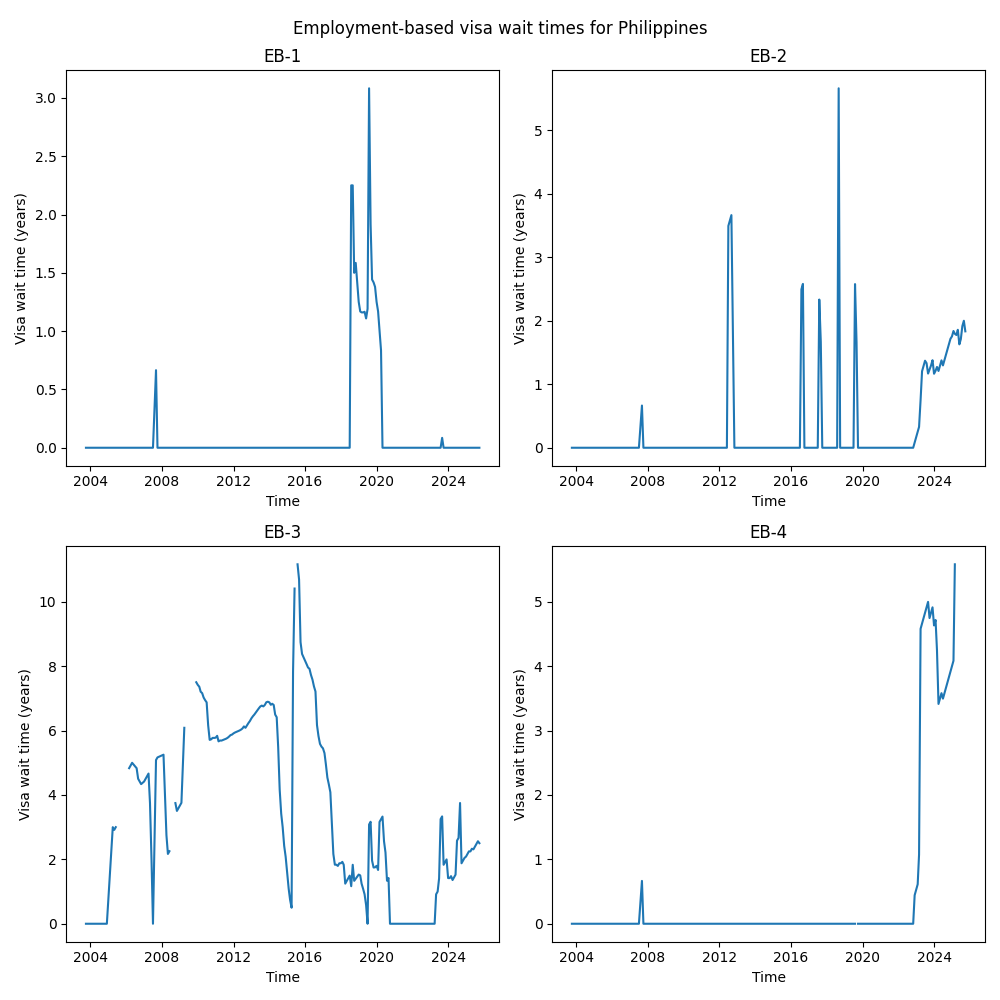 Employment-based visa wait times for Philippines
EB-1
3.0
2.5
2.0
1.5
1.0
0.5
0.0
Visa wait time (years)
2004 2008 2012 2016 2020 2024
Time
EB-2
5
4
3
2
1
0
Visa wait time (years)
2004 2008 2012 2016 2020 2024
Time
EB-3
10
8
6
4
2
0
Visa wait time (years)
2004 2008 2012 2016 2020 2024
Time
EB-4
5
4
3
2
1
0
Visa wait time (years)
2004 2008 2012 2016 2020 2024
Time